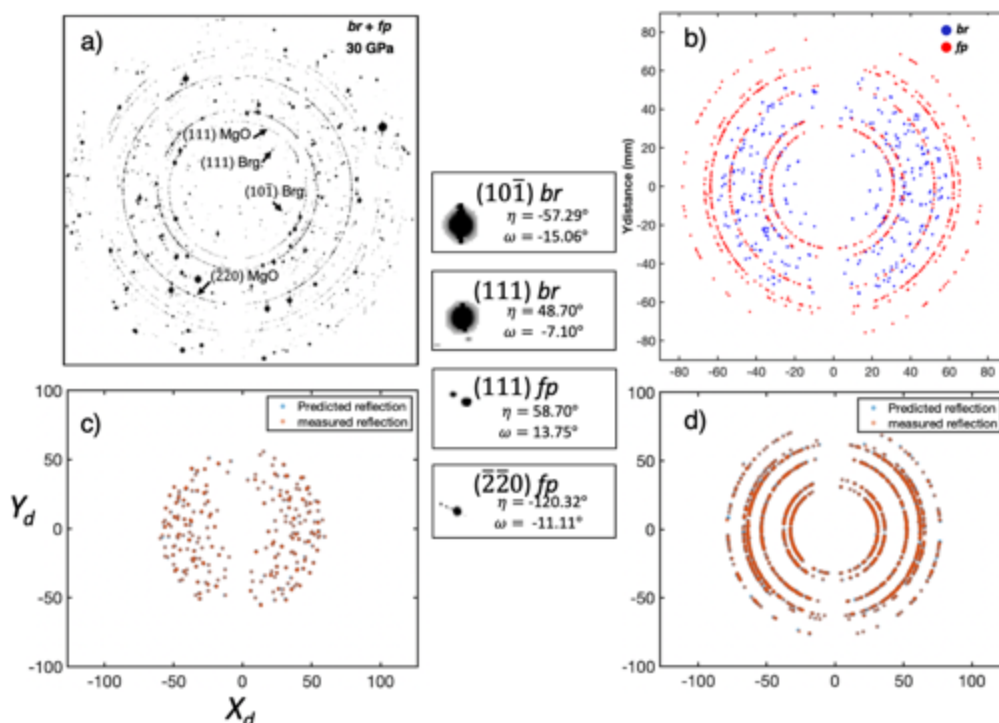 a)
br + fp
30 GPa
(111) MgO
(111) Brg.
(101̅) Brg.
(220) MgO
(101̅) br
η = -57.29°
ω = -15.06°
(111) br
η = 48.70°
ω = -7.10°
(111) fp
η = 58.70°
ω = 13.75°
(2̅2̅0) fp
η = -120.32°
ω = -11.11°
b)
br
fp
Y distance (mm)
80
60
40
20
0
-20
-40
-60
-80
-80
-60
-40
-20
0
20
40
60
80
c)
Predicted reflection
measured reflection
Y_d
100
50
0
-50
-100
-100
-50
0
50
100
X_d
d)
Predicted reflection
measured reflection
100
50
0
-50
-100
-100
-50
0
50
100